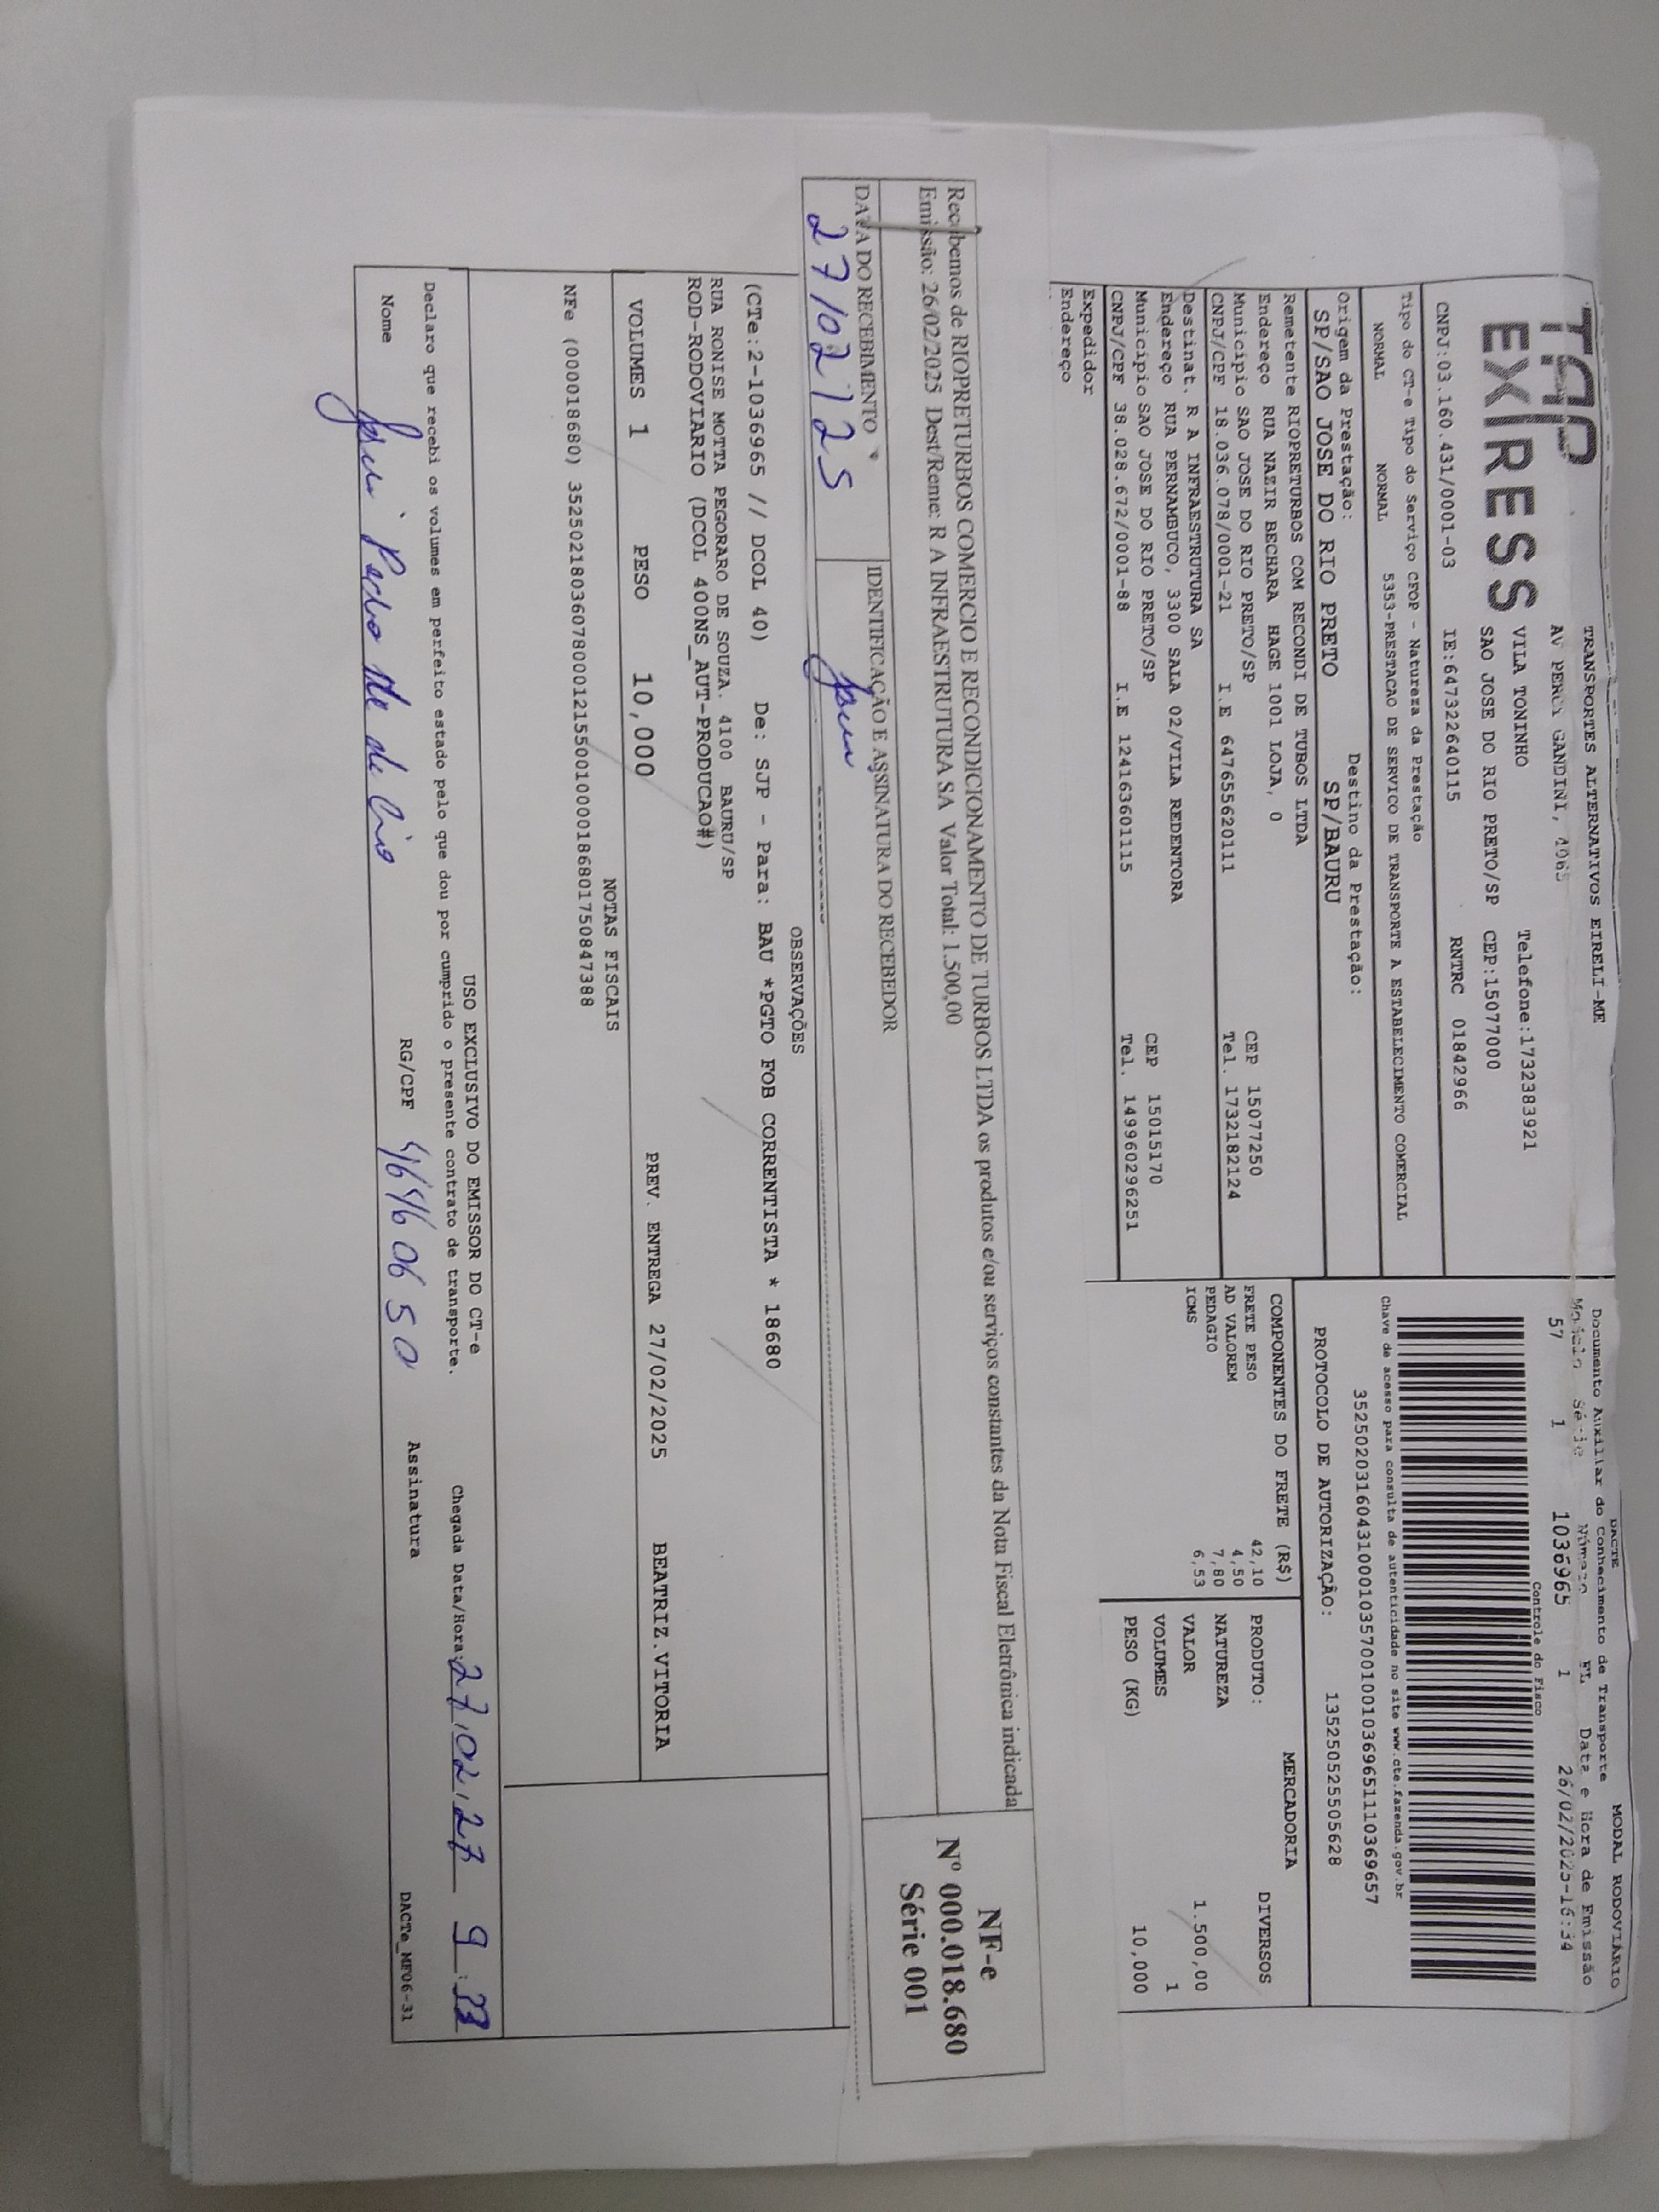 TAP EXPRESS
TRANSPORTES ALTERNATIVOS EIRELI-ME
AV PERCY GANDINI, 4965
VILA TONINHO Telefone:1732383921
SAO JOSE DO RIO PRETO/SP CEP:15077000
CNPJ:03.160.431/0001-03 IE:647322640115 RNTRC 01842966
Tipo do CT-e Tipo do Serviço CFOP - Natureza da Prestação
NORMAL NORMAL 5353-PRESTACAO DE SERVICO DE TRANSPORTE A ESTABELECIMENTO COMERCIAL
Origem da Prestação: Destino da Prestação:
SP/SAO JOSE DO RIO PRETO SP/BAURU
Remetente RIOPRETURBOS COM RECONDI DE TUBOS LTDA
Endereço RUA NAZIR BECHARA HAGE 1001 LOJA, 0 CEP 15077250
Municipio SAO JOSE DO RIO PRETO/SP Tel. 1732182124
CNPJ/CPF 18.036.078/0001-21 I.E 647655620111
Destinat. R A INFRAESTRUTURA SA
Endereço RUA PERNAMBUCO, 3300 SALA 02/VILA REDENTORA CEP 15015170
Municipio SAO JOSE DO RIO PRETO/SP Tel. 149960296251
CNPJ/CPF 38.028.672/0001-88 I.E 124163601115
Expedidor
Endereço
DACTE MODAL RODOVIÁRIO
Documento Auxiliar do Conhecimento de Transporte
Modelo Série Número FL Data e Hora de Emissão
57 1 1036965 1 1 26/02/2025-16:34
Controle do Fisco
Chave de acesso para consulta de autenticidade no site www.cte.fazenda.gov.br
35250203160431000103570010010369651110369657
PROTOCOLO DE AUTORIZAÇÃO: 135250525505628
COMPONENTES DO FRETE (R$)
FRETE PESO 42,10
AD VALOREM 4,50
PEDAGIO 7,80
ICMS 6,53
MERCADORIA
PRODUTO: DIVERSOS
NATUREZA
VALOR 1.500,00
VOLUMES 1
PESO (KG) 10,000
Recebemos de RIOPRETURBOS COMERCIO E RECONDICIONAMENTO DE TURBOS LTDA os produtos e/ou serviços constantes da Nota Fiscal Eletrônica indicada
Emissão: 26/02/2025 Dest/Reme: R A INFRAESTRUTURA SA Valor Total: 1.500,00
DATA DO RECEBIMENTO IDENTIFICAÇÃO E ASSINATURA DO RECEBEDOR
27/02/25
NF-e
Nº 000.018.680
Série 001
OBSERVAÇÕES
(CTe:2-1036965 // DCOL 40) De: SJP - Para: BAU *PGTO FOB CORRENTISTA * 18680
RUA RONISE MOTTA PEGORARO DE SOUZA. 4100 BAURU/SP
ROD-RODOVIARIO (DCOL 400NS_AUT-PRODUCAO#)
VOLUMES 1 PESO 10,000 PREV. ENTREGA 27/02/2025 BEATRIZ.VITORIA
NOTAS FISCAIS
NFe (000018680) 35250218036078000121550010000186801750847388
USO EXCLUSIVO DO EMISSOR DO CT-e
Declaro que recebi os volumes em perfeito estado pelo que dou por cumprido o presente contrato de transporte. Chegada Data/Hora: 27,02,27 9:33
Nome Pedro de RG/CPF 46460650 Assinatura
DACTe_MF06-31